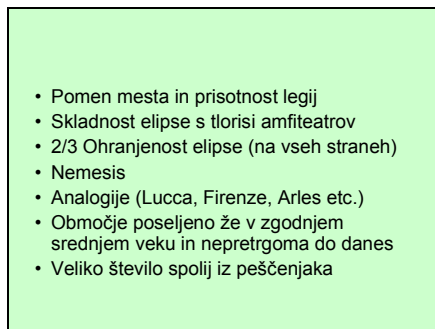 • Pomen mesta in prisotnost legij
• Skladnost elipse s tlorisi amfiteatrov
• 2/3 Ohranjenost elipse (na vseh straneh)
• Nemesis
• Analogije (Lucca, Firenze, Arles etc.)
• Območje poseljeno že v zgodnjem
srednjem veku in nepretrgoma do danes
• Veliko število spolij iz peščenjaka